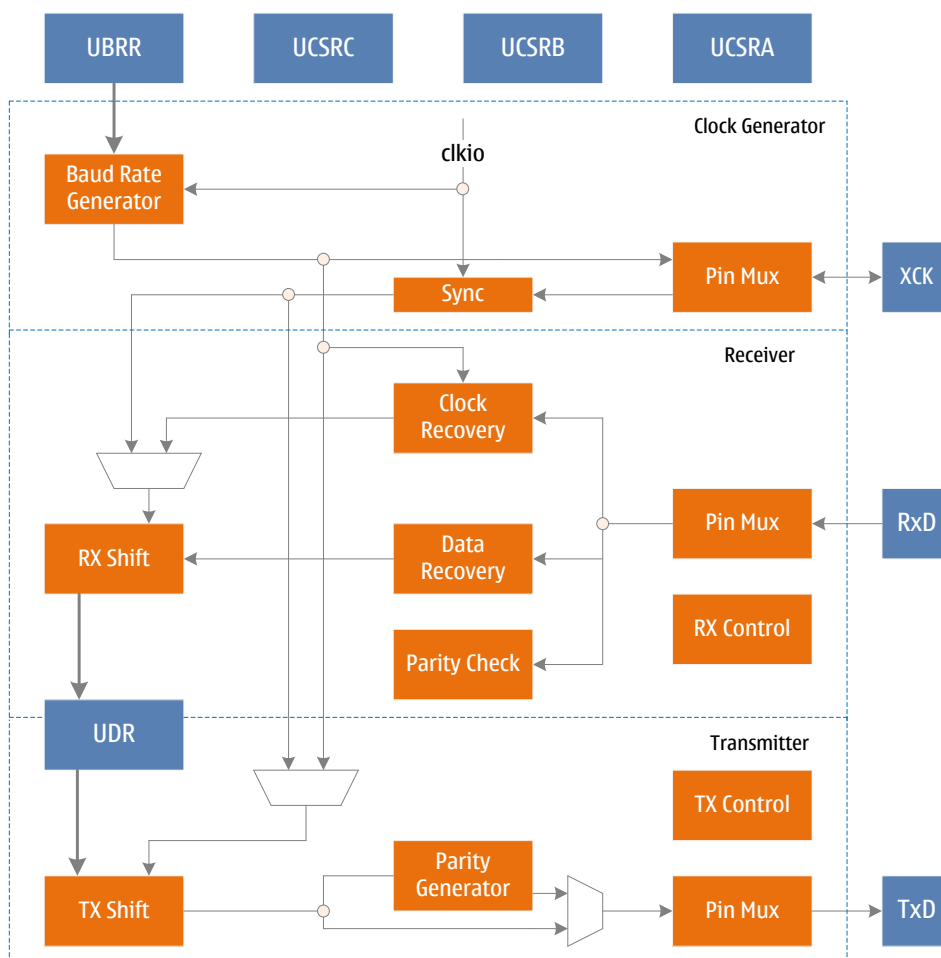 UBRR
UCSRC
UCSRB
UCSRA
Clock Generator
clkio
Baud Rate
Generator
Pin Mux
XCK
Sync
Receiver
Clock
Recovery
Pin Mux
RxD
RX Shift
Data
Recovery
RX Control
Parity Check
UDR
Transmitter
TX Control
Parity
Generator
TX Shift
Pin Mux
TxD